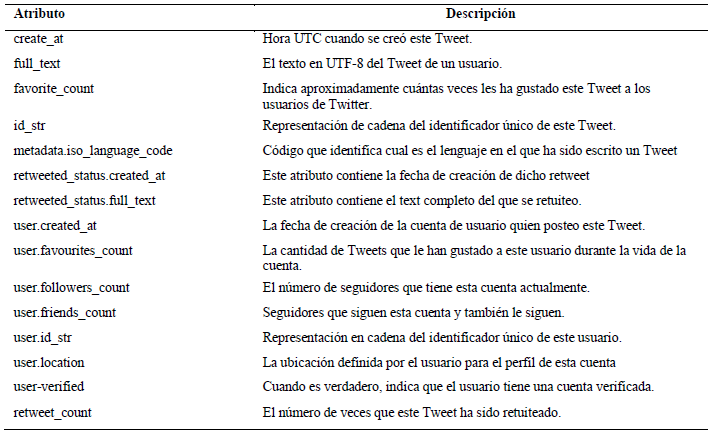 Atributo Descripción
create_at Hora UTC cuando se creó este Tweet.
full_text El texto en UTF-8 del Tweet de un usuario.
favorite_count Indica aproximadamente cuántas veces les ha gustado este Tweet a los
usuarios de Twitter.
id_str Representación de cadena del identificador único de este Tweet.
metadata.iso_language_code Código que identifica cual es el lenguaje en el que ha sido escrito un Tweet
retweeted_status.created_at Este atributo contiene la fecha de creación de dicho retweet
retweeted_status.full_text Este atributo contiene el text completo del que se retuiteo.
user.created_at La fecha de creación de la cuenta de usuario quien posteo este Tweet.
user.favourites_count La cantidad de Tweets que le han gustado a este usuario durante la vida de la
cuenta.
user.followers_count El número de seguidores que tiene esta cuenta actualmente.
user.friends_count Seguidores que siguen esta cuenta y también le siguen.
user.id_str Representación en cadena del identificador único de este usuario.
user.location La ubicación definida por el usuario para el perfil de esta cuenta
user-verified Cuando es verdadero, indica que el usuario tiene una cuenta verificada.
retweet_count El número de veces que este Tweet ha sido retuiteado.